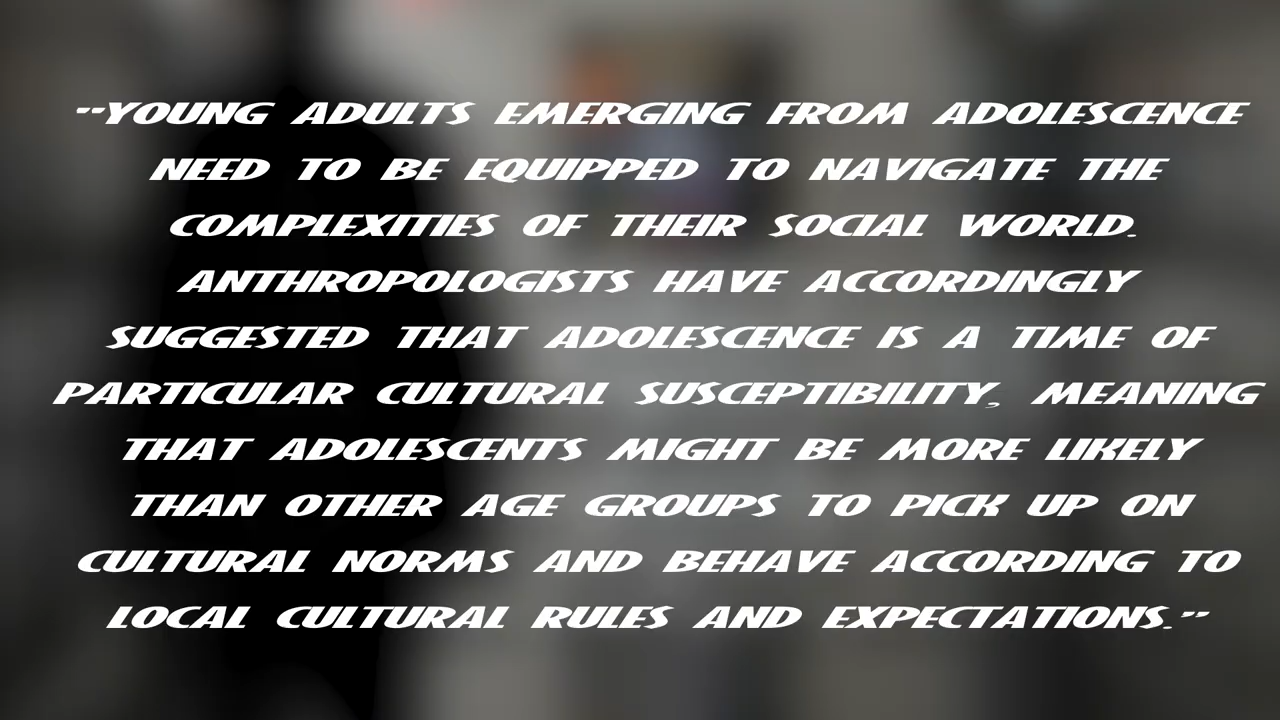 "YOUNG ADULTS EMERGING FROM ADOLESCENCE
NEED TO BE EQUIPPED TO NAVIGATE THE
COMPLEXITIES OF THEIR SOCIAL WORLD.
ANTHROPOLOGISTS HAVE ACCORDINGLY
SUGGESTED THAT ADOLESCENCE IS A TIME OF
PARTICULAR CULTURAL SUSCEPTIBILITY, MEANING
THAT ADOLESCENTS MIGHT BE MORE LIKELY
THAN OTHER AGE GROUPS TO PICK UP ON
CULTURAL NORMS AND BEHAVE ACCORDING TO
LOCAL CULTURAL RULES AND EXPECTATIONS."